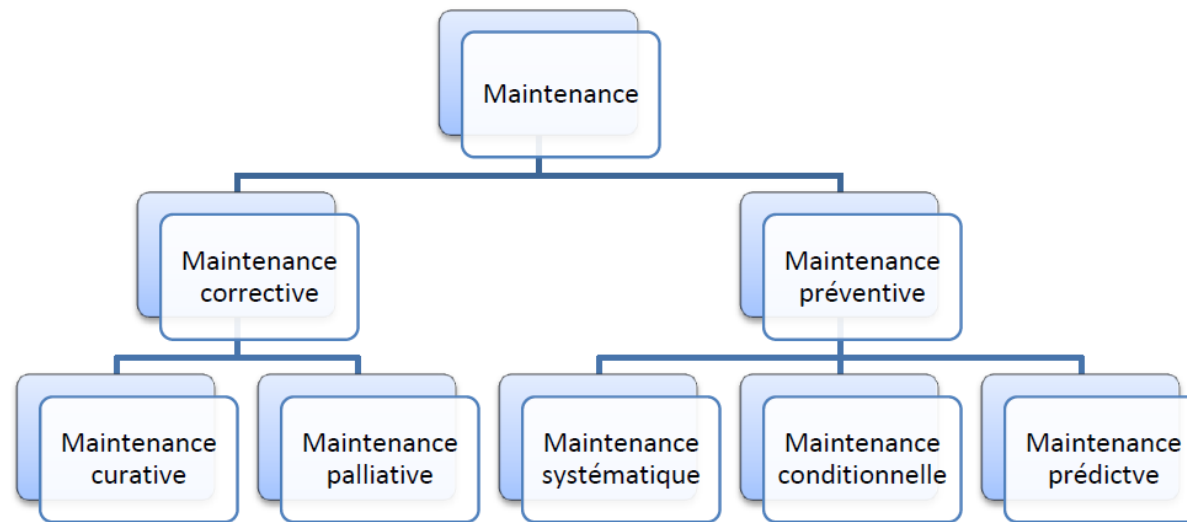 Maintenance
Maintenance
corrective
Maintenance
préventive
Maintenance
curative
Maintenance
palliative
Maintenance
systématique
Maintenance
conditionnelle
Maintenance
prédictve